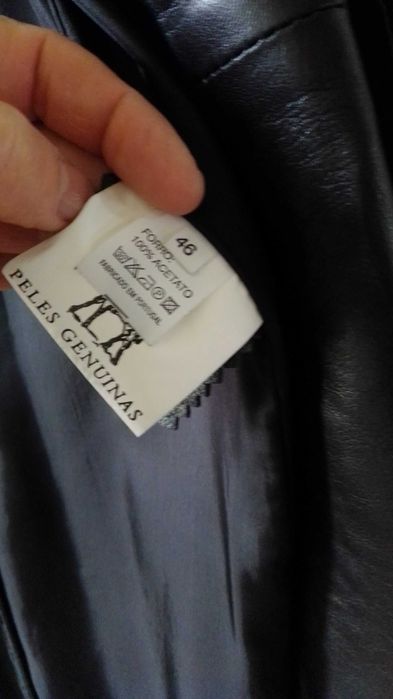 46
FORRO:
100% ACETATO
FABRICADO EM PORTUGAL
PELES GENUINAS